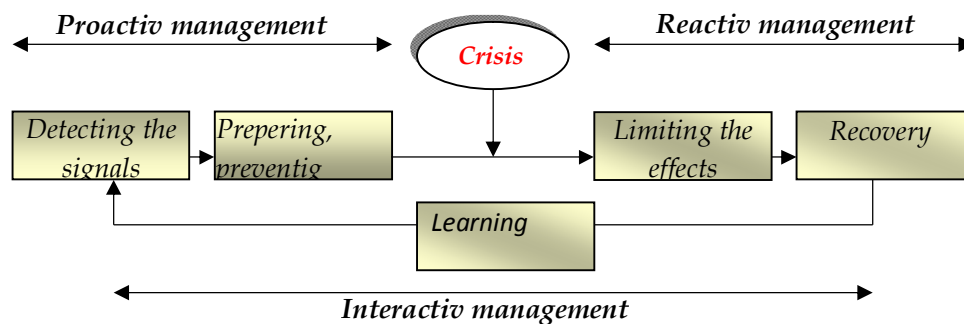 Proactiv management
Reactiv management
Crisis
Detecting the
signals
Prepering,
preventig
Limiting the
effects
Recovery
Learning
Interactiv management